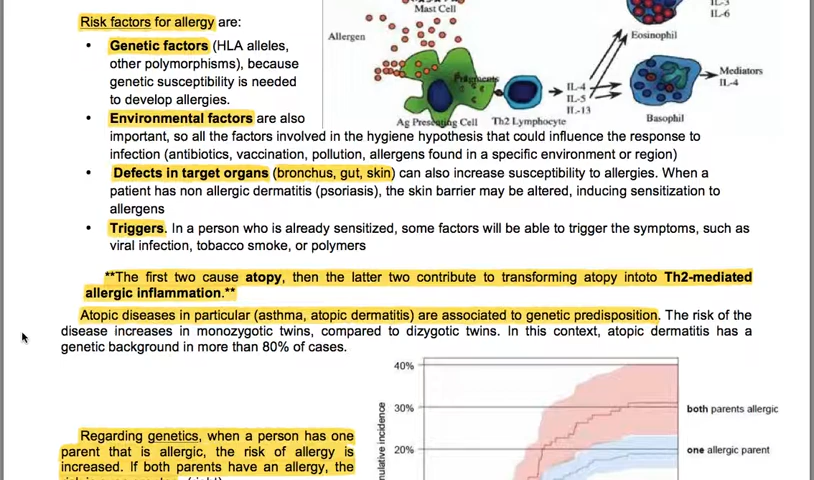 Risk factors for allergy are:
• Genetic factors (HLA alleles,
other polymorphisms), because
genetic susceptibility is needed
to develop allergies.
• Environmental factors are also
important, so all the factors involved in the hygiene hypothesis that could influence the response to
infection (antibiotics, vaccination, pollution, allergens found in a specific environment or region)
• Defects in target organs (bronchus, gut, skin) can also increase susceptibility to allergies. When a
patient has non allergic dermatitis (psoriasis), the skin barrier may be altered, inducing sensitization to
allergens
• Triggers. In a person who is already sensitized, some factors will be able to trigger the symptoms, such as
viral infection, tobacco smoke, or polymers
Mast Cell
IL-6
Allergen
Eosinophil
Fragments
Mediators
IL-4
IL-4
IL-5
IL-13
Ag Presenting Cell
Th2 Lymphocyte
Basophil
**The first two cause atopy, then the latter two contribute to transforming atopy intoto Th2-mediated
allergic inflammation.**
Atopic diseases in particular (asthma, atopic dermatitis) are associated to genetic predisposition. The risk of the
disease increases in monozygotic twins, compared to dizygotic twins. In this context, atopic dermatitis has a
genetic background in more than 80% of cases.
Regarding genetics, when a person has one
parent that is allergic, the risk of allergy is
increased. If both parents have an allergy, the
40%
30%
20%
both parents allergic
one allergic parent